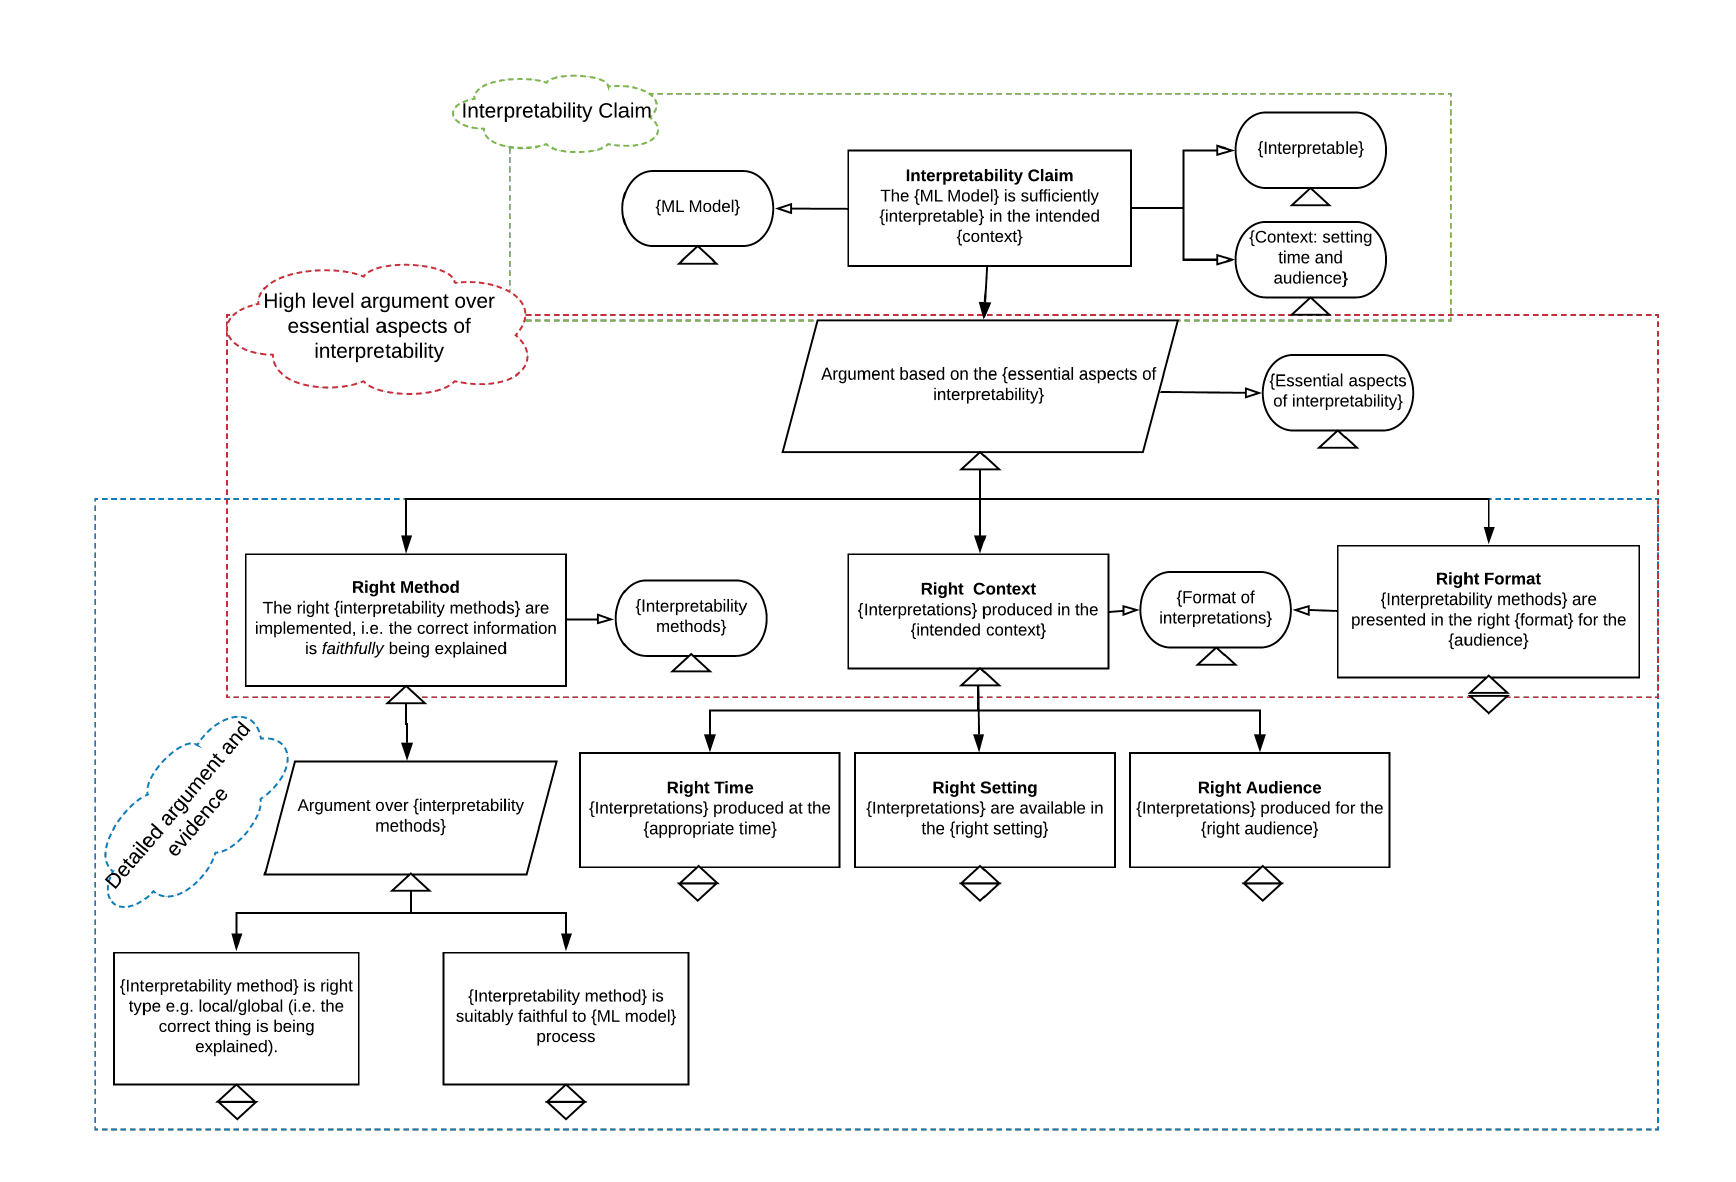 Interpretability Claim
{ML Model}
Interpretability Claim
The {ML Model} is sufficiently
{interpretable} in the intended
{context}
{Interpretable}
{Context: setting
time and
audience}
High level argument over
essential aspects of
interpretability
Argument based on the {essential aspects of
interpretability}
{Essential aspects
of interpretability}
Right Method
The right {interpretability methods} are
implemented, i.e. the correct information
is faithfully being explained
{Interpretability
methods}
Right  Context
{Interpretations} produced in the
{intended context}
{Format of
interpretations}
Right Format
{Interpretability methods} are
presented in the right {format} for the
{audience}
Detailed argument and
evidence
Argument over {interpretability
methods}
Right Time
{Interpretations} produced at the
{appropriate time}
Right Setting
{Interpretations} are available in
the {right setting}
Right Audience
{Interpretations} produced for the
{right audience}
{Interpretability method} is right
type e.g. local/global (i.e. the
correct thing is being
explained).
{Interpretability method} is
suitably faithful to {ML model}
process